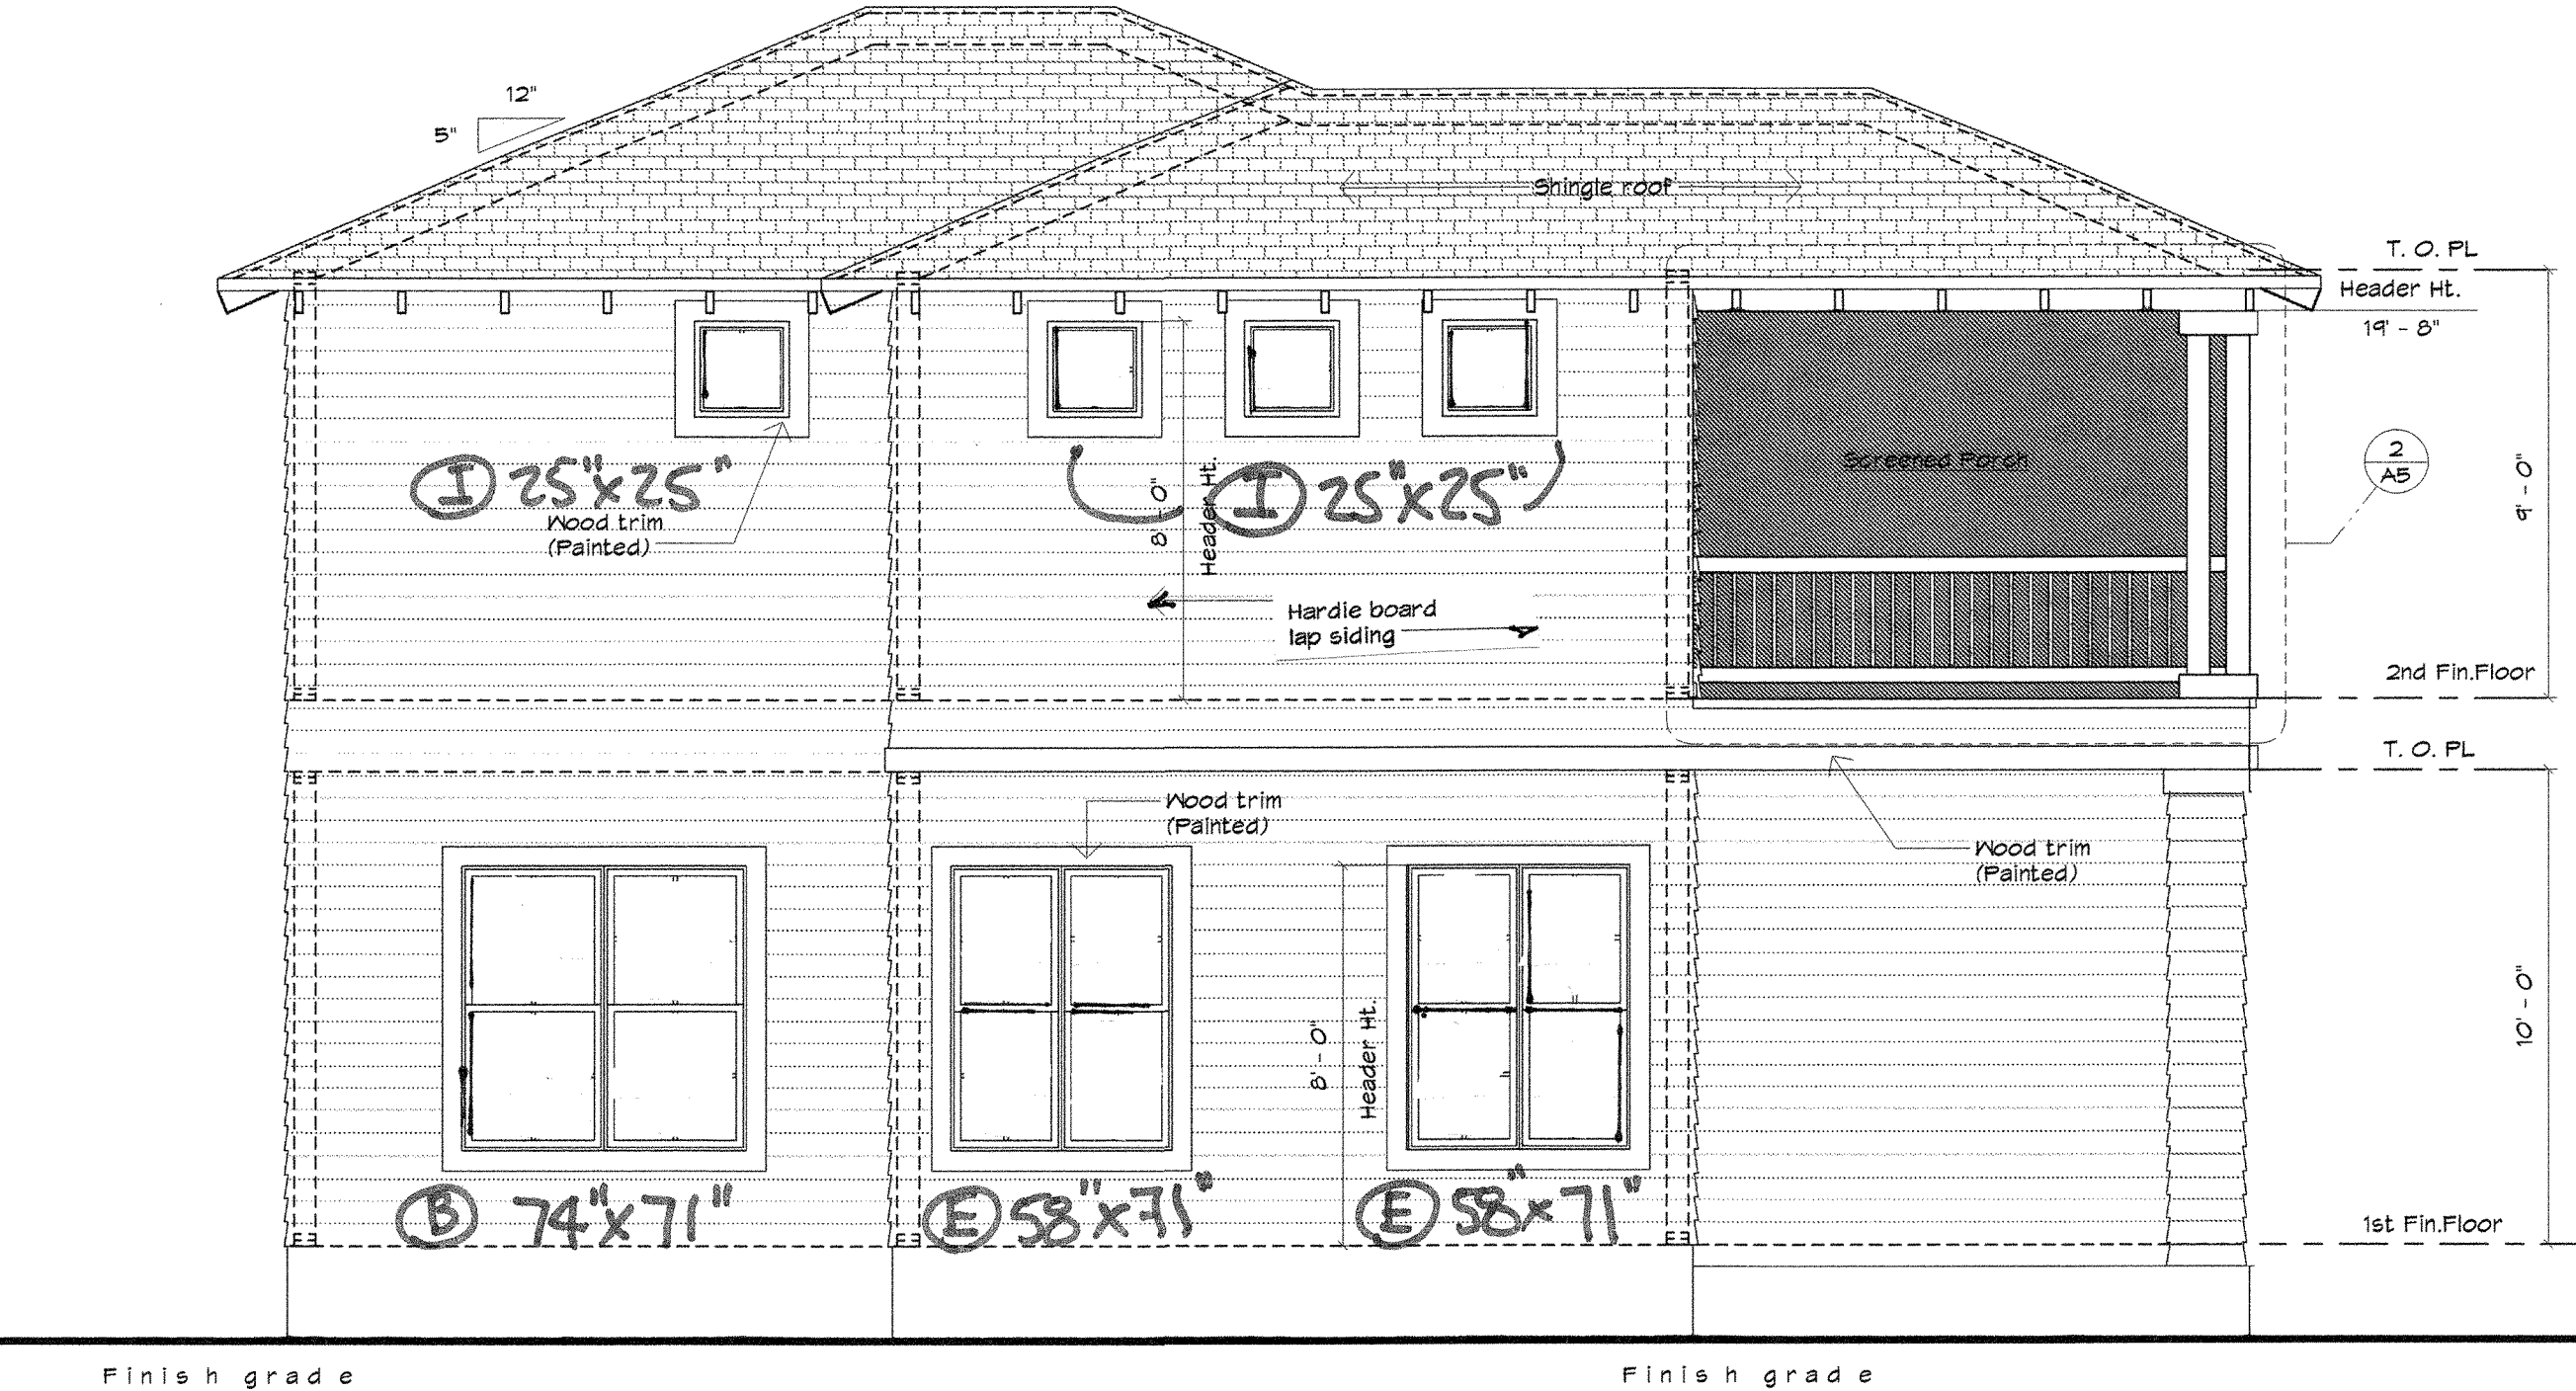 12"
5"
Shingle roof
T. O. PL
Header Ht.
19' - 8"
I 25"x25"
Wood trim
(Painted)
8' - 0"
Header Ht.
I 25"x25"
Screened Porch
2
A5
9' - 0"
Hardie board
lap siding
2nd Fin.Floor
T. O. PL
Wood trim
(Painted)
Wood trim
(Painted)
8' - 0"
Header Ht.
10' - 0"
B 74"x71"
E 58"x71"
E 58"x71"
1st Fin.Floor
Finish grade
Finish grade